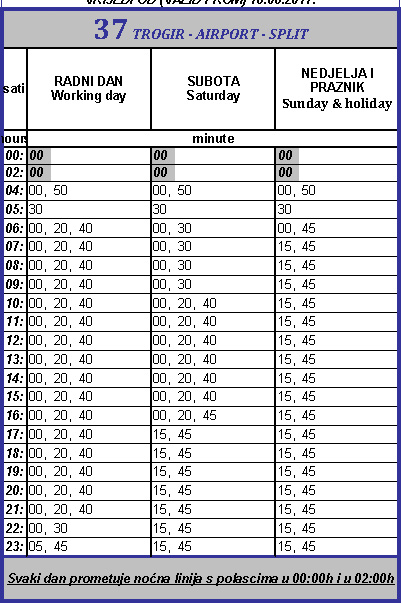 VRIJEDI OD (VALID FROM) 16.06.2017.
37 TROGIR - AIRPORT - SPLIT
sati RADNI DAN Working day SUBOTA Saturday NEDJELJA I PRAZNIK Sunday & holiday
hours minute
00: 00 00 00
02: 00 00 00
04: 00, 50 00, 50 00, 50
05: 30 30 30
06: 00, 20, 40 00, 30 00, 45
07: 00, 20, 40 00, 30 15, 45
08: 00, 20, 40 00, 30 15, 45
09: 00, 20, 40 00, 30 15, 45
10: 00, 20, 40 00, 20, 40 15, 45
11: 00, 20, 40 00, 20, 40 15, 45
12: 00, 20, 40 00, 20, 40 15, 45
13: 00, 20, 40 00, 20, 40 15, 45
14: 00, 20, 40 00, 20, 40 15, 45
15: 00, 20, 40 00, 20, 40 15, 45
16: 00, 20, 40 00, 20, 45 15, 45
17: 00, 20, 40 15, 45 15, 45
18: 00, 20, 40 15, 45 15, 45
19: 00, 20, 40 15, 45 15, 45
20: 00, 20, 40 15, 45 15, 45
21: 00, 20, 40 15, 45 15, 45
22: 00, 30 15, 45 15, 45
23: 05, 45 15, 45 15, 45
Svaki dan prometuje noćna linija s polascima u 00:00h i u 02:00h